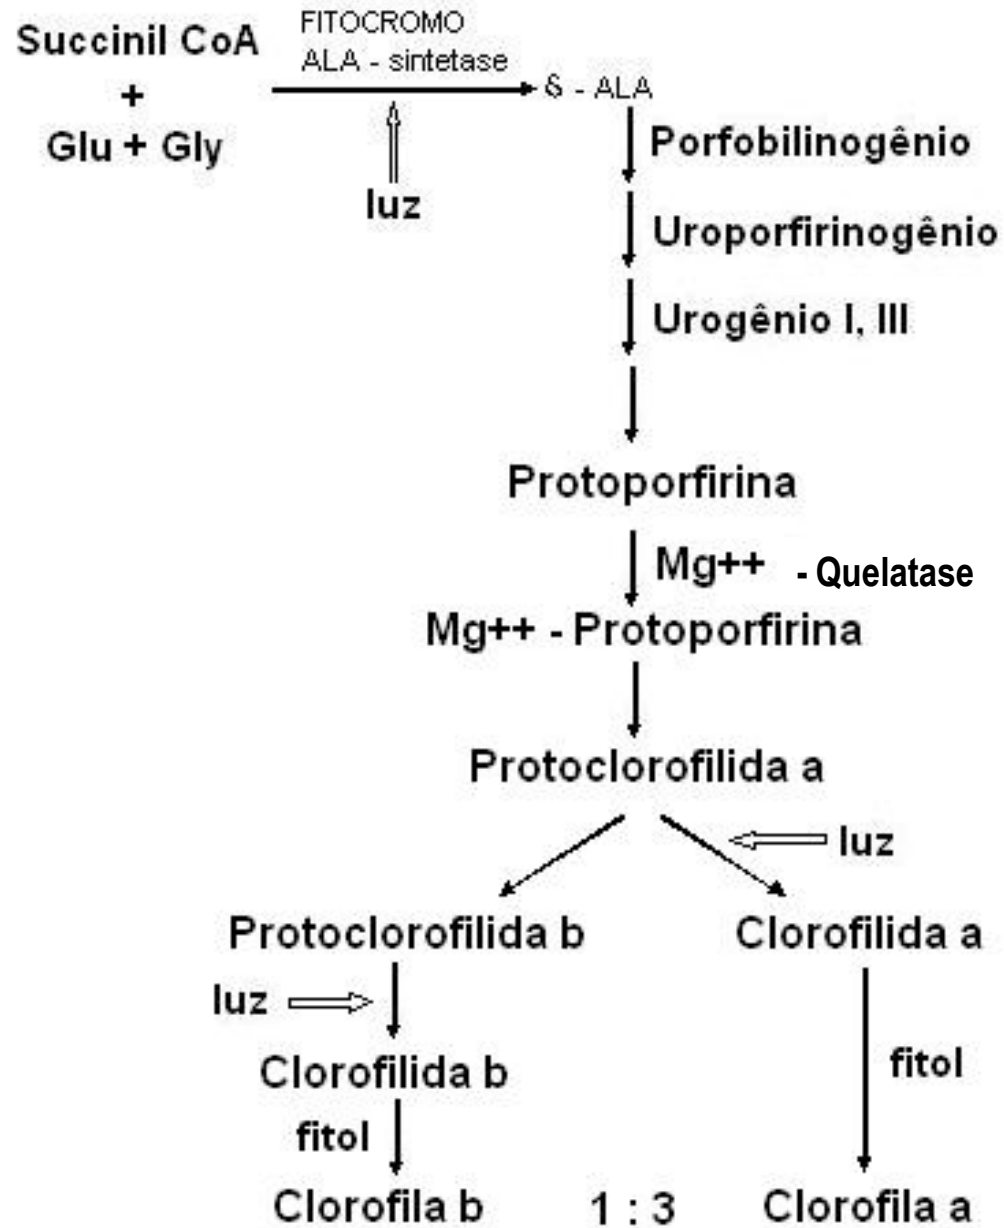 Succinil CoA
+
Glu + Gly
FITOCROMO
ALA - sintetase
luz
δ - ALA
Porfobilinogênio
Uroporfirinogênio
Urogênio I, III
Protoporfirina
Mg++ - Quelatase
Mg++ - Protoporfirina
Protoclorofilida a
luz
Protoclorofilida b
Clorofilida a
luz
Clorofilida b
fitol
fitol
Clorofila b 1 : 3 Clorofila a